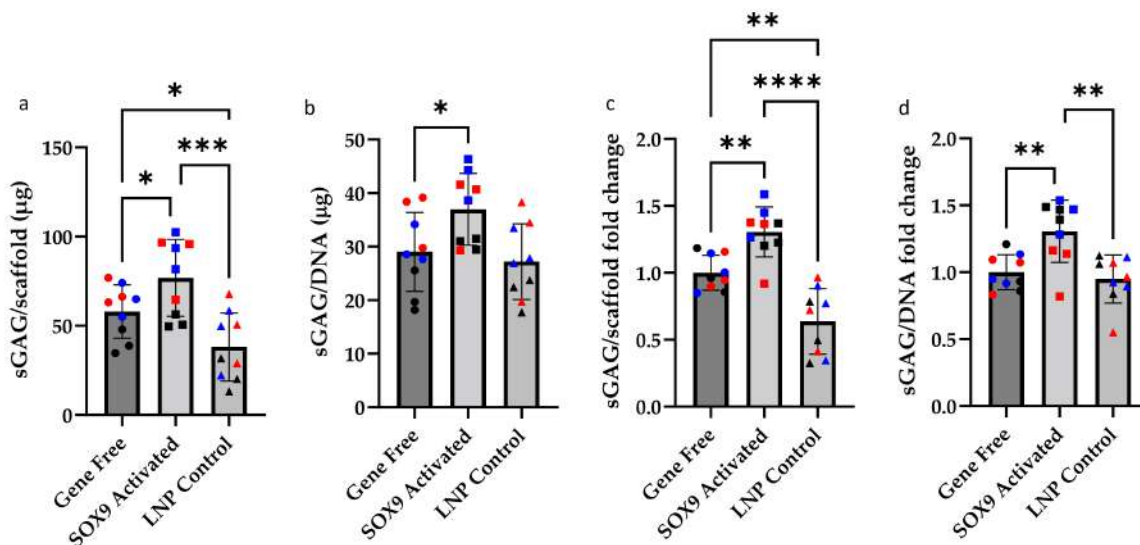 a
sGAG/scaffold (µg)
150
100
50
0
*
*
***
Gene Free
SOX9 Activated
LNP Control
b
sGAG/DNA (µg)
50
40
30
20
10
0
*
Gene Free
SOX9 Activated
LNP Control
c
sGAG/scaffold fold change
2.0
1.5
1.0
0.5
0.0
**
****
**
Gene Free
SOX9 Activated
LNP Control
d
sGAG/DNA fold change
2.0
1.5
1.0
0.5
0.0
**
**
Gene Free
SOX9 Activated
LNP Control